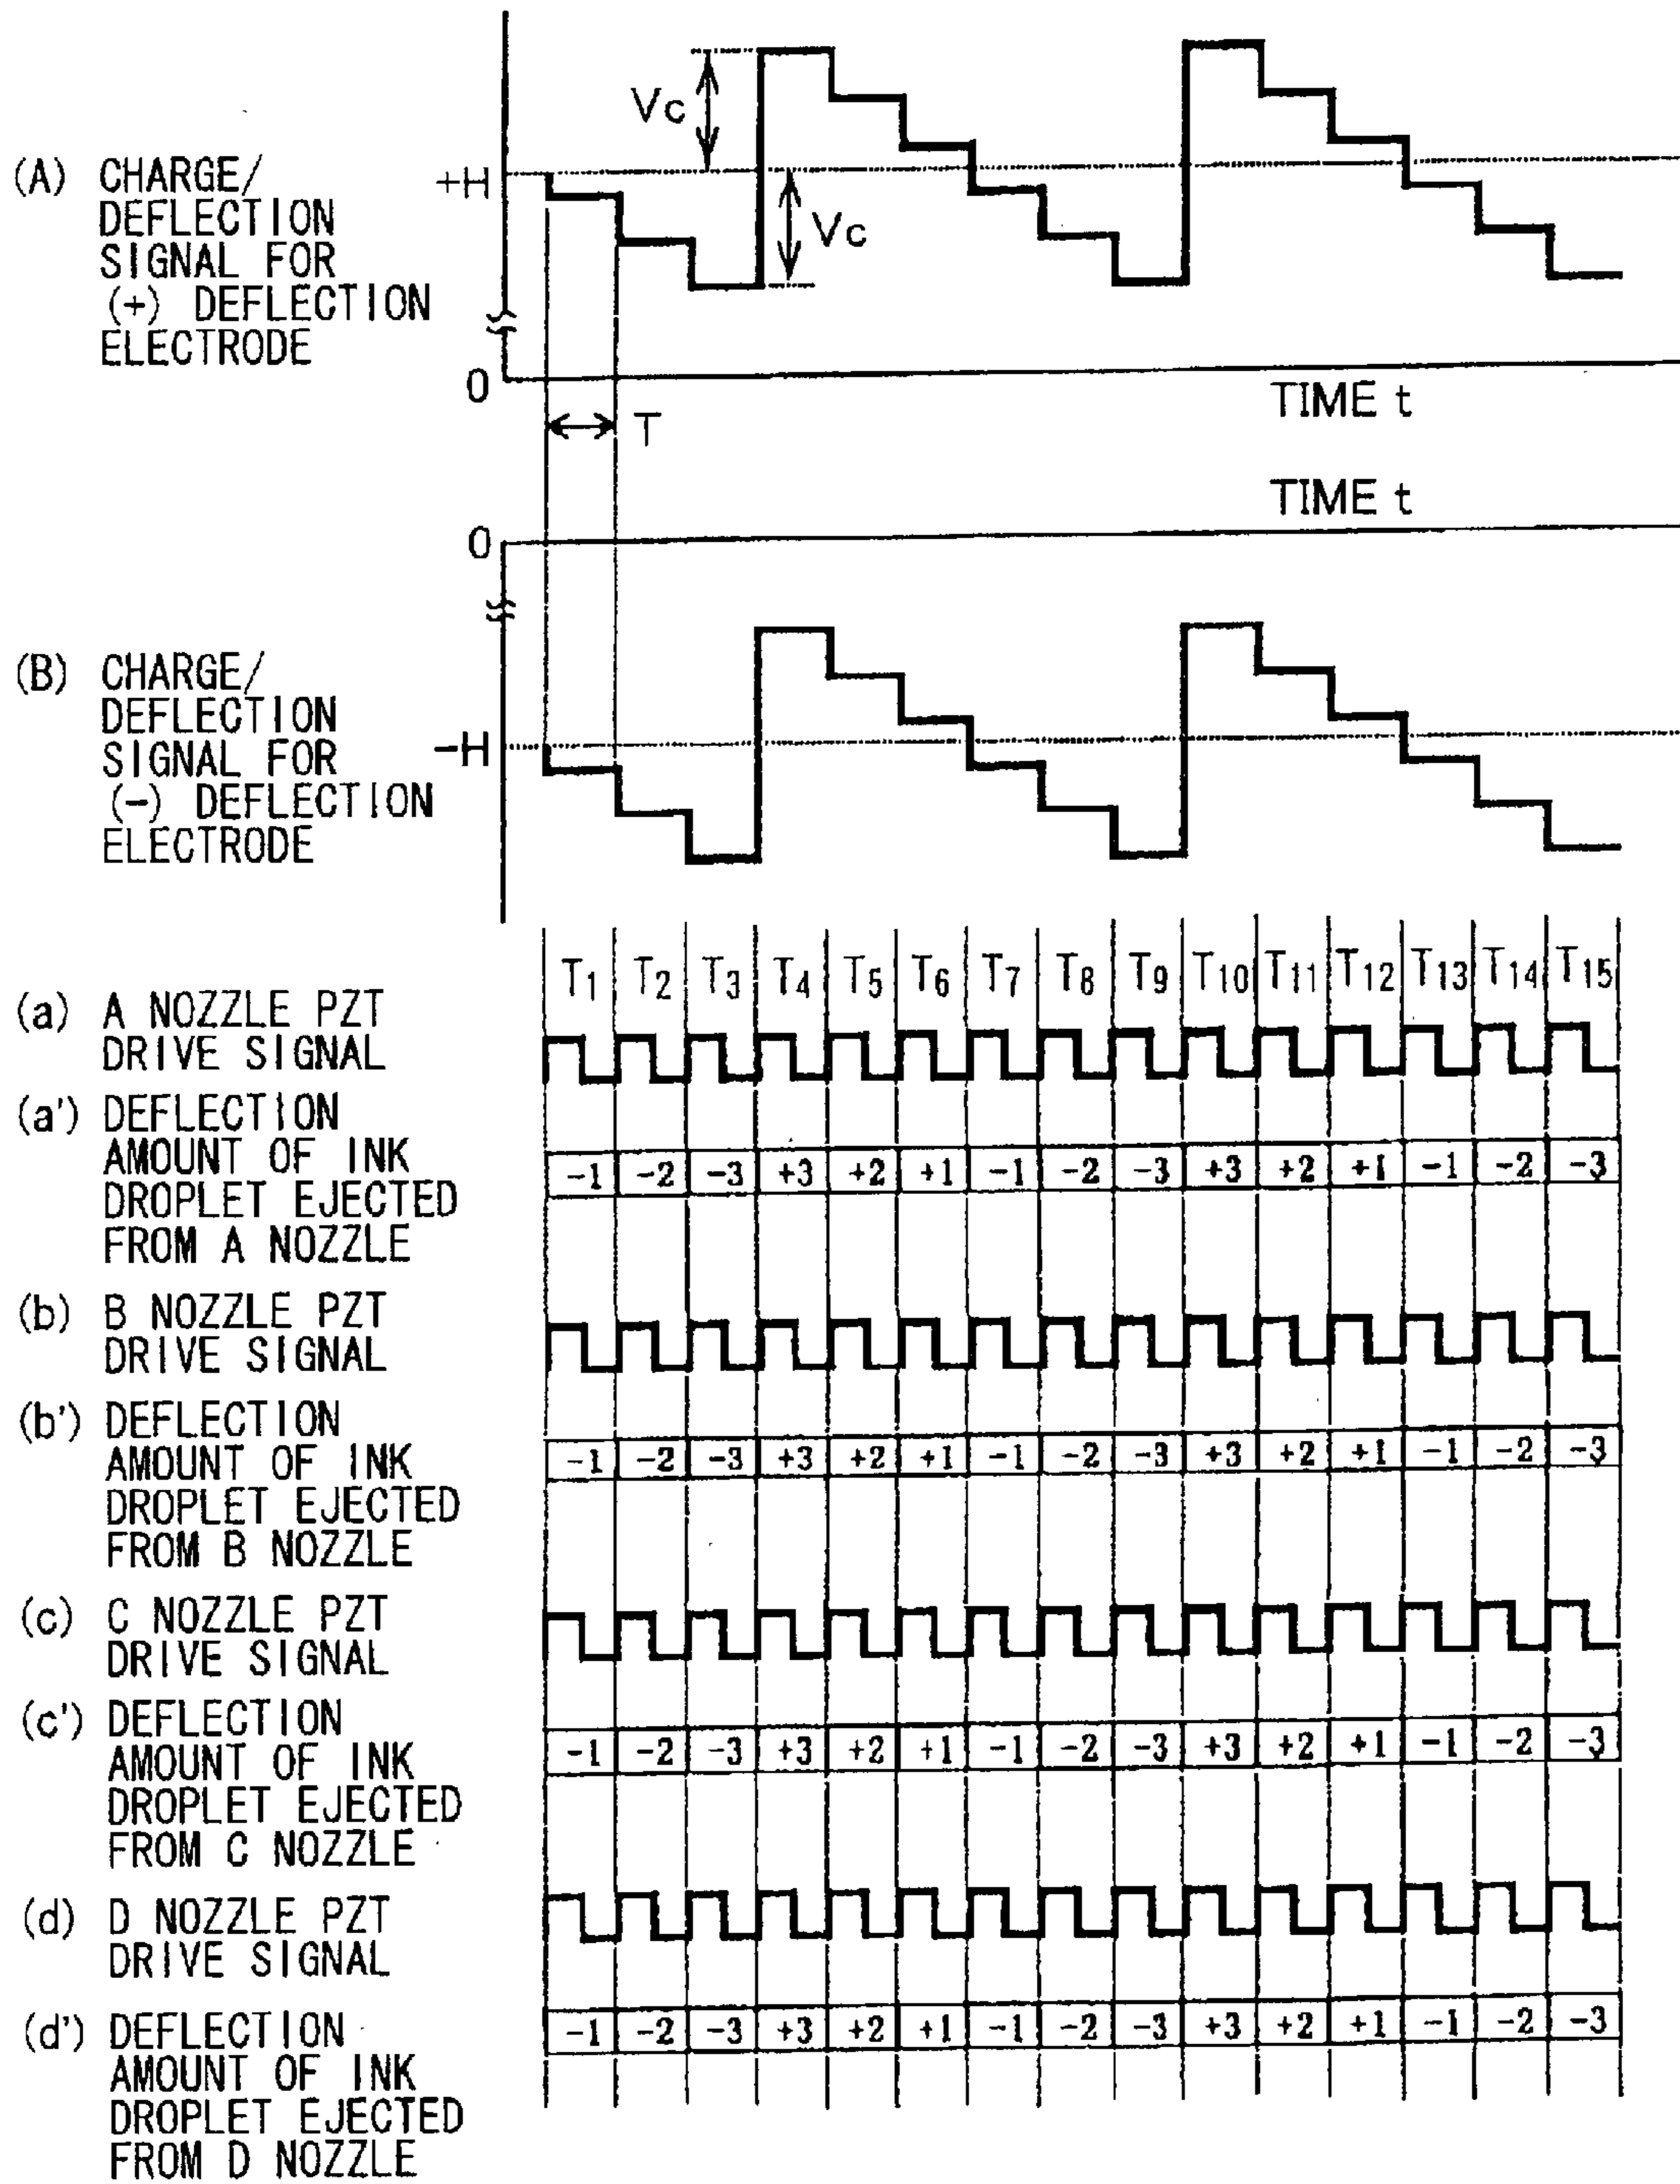 (A) CHARGE/
DEFLECTION
SIGNAL FOR
(+) DEFLECTION
ELECTRODE
Vc
+H
Vc
0
TIME t
T
TIME t
0
(B) CHARGE/
DEFLECTION
SIGNAL FOR
(-) DEFLECTION
ELECTRODE
-H
T1 T2 T3 T4 T5 T6 T7 T8 T9 T10 T11 T12 T13 T14 T15
(a) A NOZZLE PZT
DRIVE SIGNAL
(a') DEFLECTION
AMOUNT OF INK
DROPLET EJECTED
FROM A NOZZLE
-1 -2 -3 +3 +2 +1 -1 -2 -3 +3 +2 +1 -1 -2 -3
(b) B NOZZLE PZT
DRIVE SIGNAL
(b') DEFLECTION
AMOUNT OF INK
DROPLET EJECTED
FROM B NOZZLE
-1 -2 -3 +3 +2 +1 -1 -2 -3 +3 +2 +1 -1 -2 -3
(c) C NOZZLE PZT
DRIVE SIGNAL
(c') DEFLECTION
AMOUNT OF INK
DROPLET EJECTED
FROM C NOZZLE
-1 -2 -3 +3 +2 +1 -1 -2 -3 +3 +2 +1 -1 -2 -3
(d) D NOZZLE PZT
DRIVE SIGNAL
(d') DEFLECTION
AMOUNT OF INK
DROPLET EJECTED
FROM D NOZZLE
-1 -2 -3 +3 +2 +1 -1 -2 -3 +3 +2 +1 -1 -2 -3